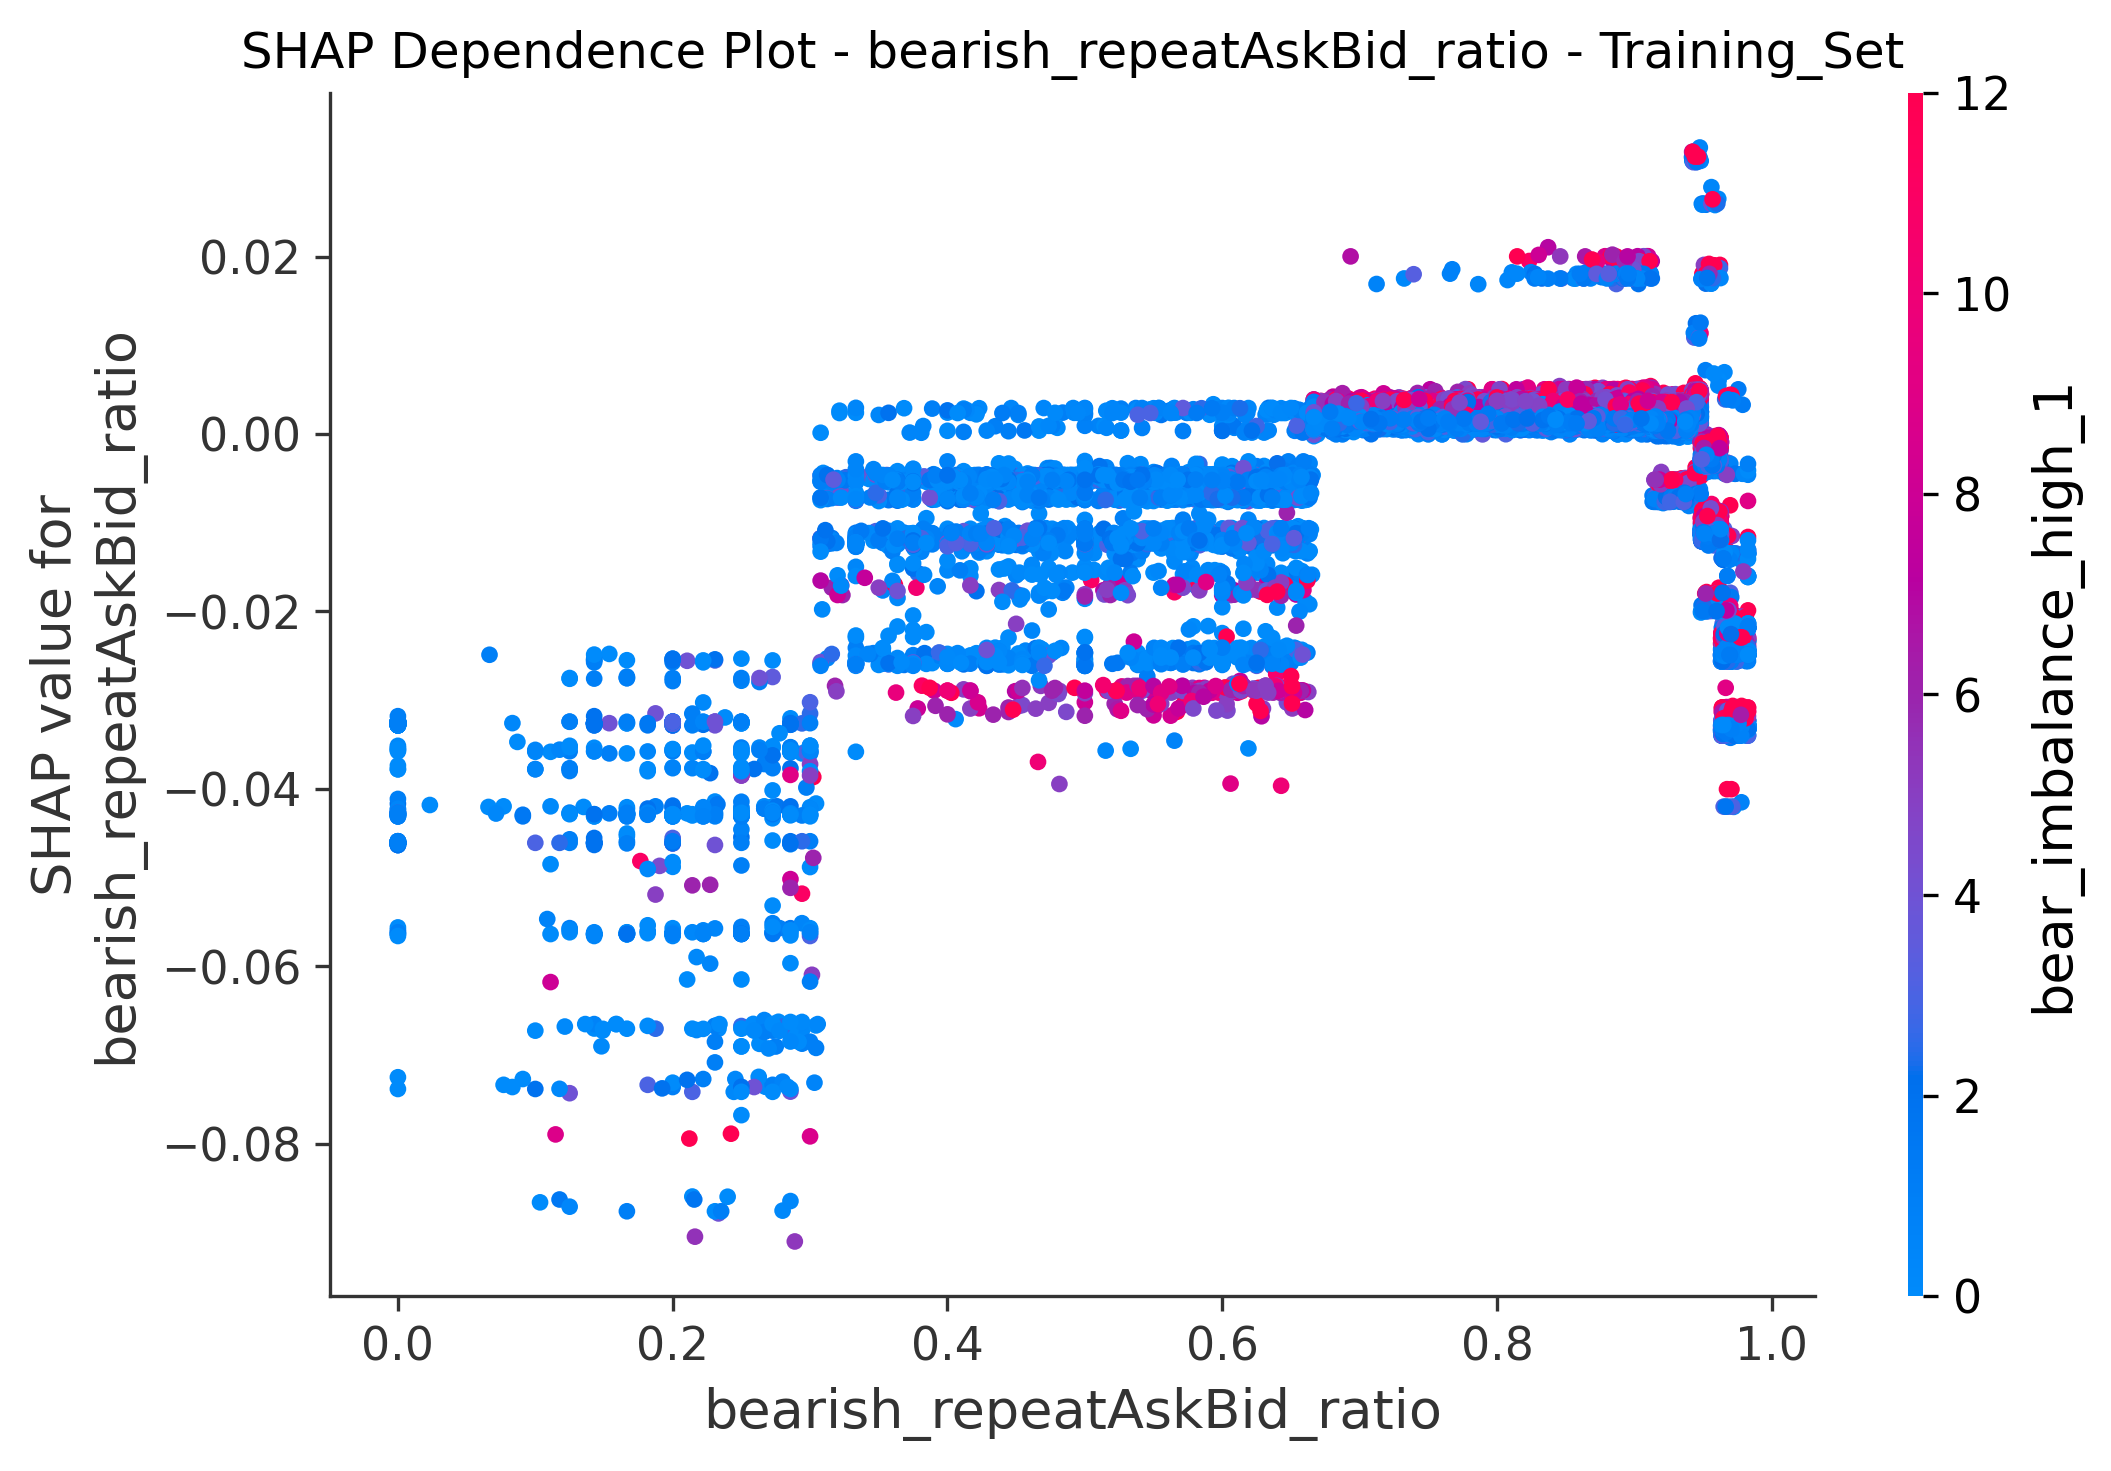 SHAP Dependence Plot - bearish_repeatAskBid_ratio - Training_Set
SHAP value for
bearish_repeatAskBid_ratio
0.02
0.00
−0.02
−0.04
−0.06
−0.08
0.0 0.2 0.4 0.6 0.8 1.0
bearish_repeatAskBid_ratio
12
10
8
6
4
2
0
bear_imbalance_high_1